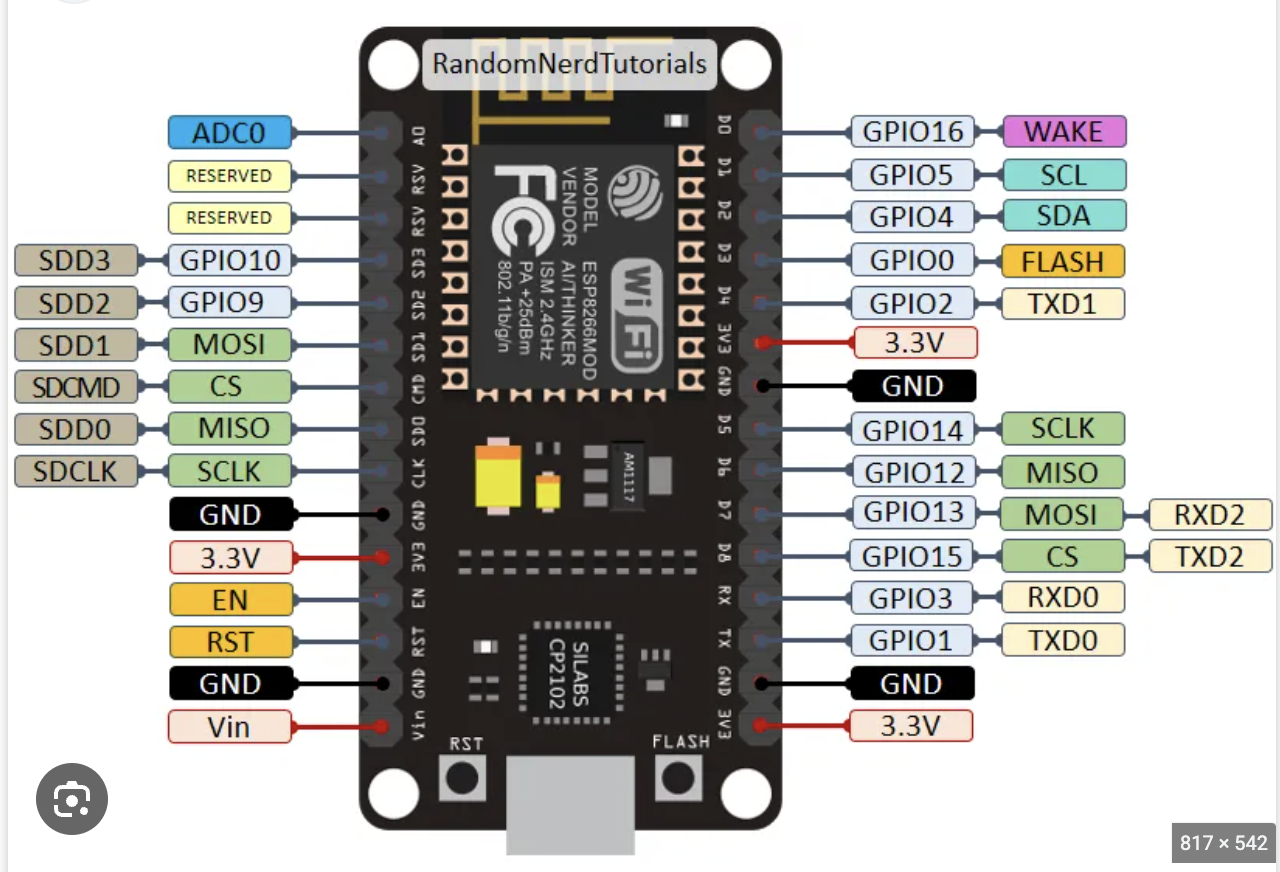 RandomNerdTutorials
ADC0
RESERVED
RESERVED
SDD3 GPIO10
SDD2 GPIO9
SDD1 MOSI
SDCMD CS
SDD0 MISO
SDCLK SCLK
GND
3.3V
EN
RST
GND
Vin
A0
RSV
RSV
SD3
SD2
SD1
CMD
SD0
CLK
GND
3V3
EN
RST
GND
Vin
FC
MODEL
VENDOR
ESP8266MOD
AI/THINKER
ISM 2.4GHz
PA +25dBm
802.11b/g/n
Wi Fi
AM1117
SILABS
CP2102
RST
FLASH
D0
D1
D2
D3
D4
3V3
GND
D5
D6
D7
D8
RX
TX
GND
3V3
GPIO16 WAKE
GPIO5 SCL
GPIO4 SDA
GPIO0 FLASH
GPIO2 TXD1
3.3V
GND
GPIO14 SCLK
GPIO12 MISO
GPIO13 MOSI RXD2
GPIO15 CS TXD2
GPIO3 RXD0
GPIO1 TXD0
GND
3.3V
817 × 542